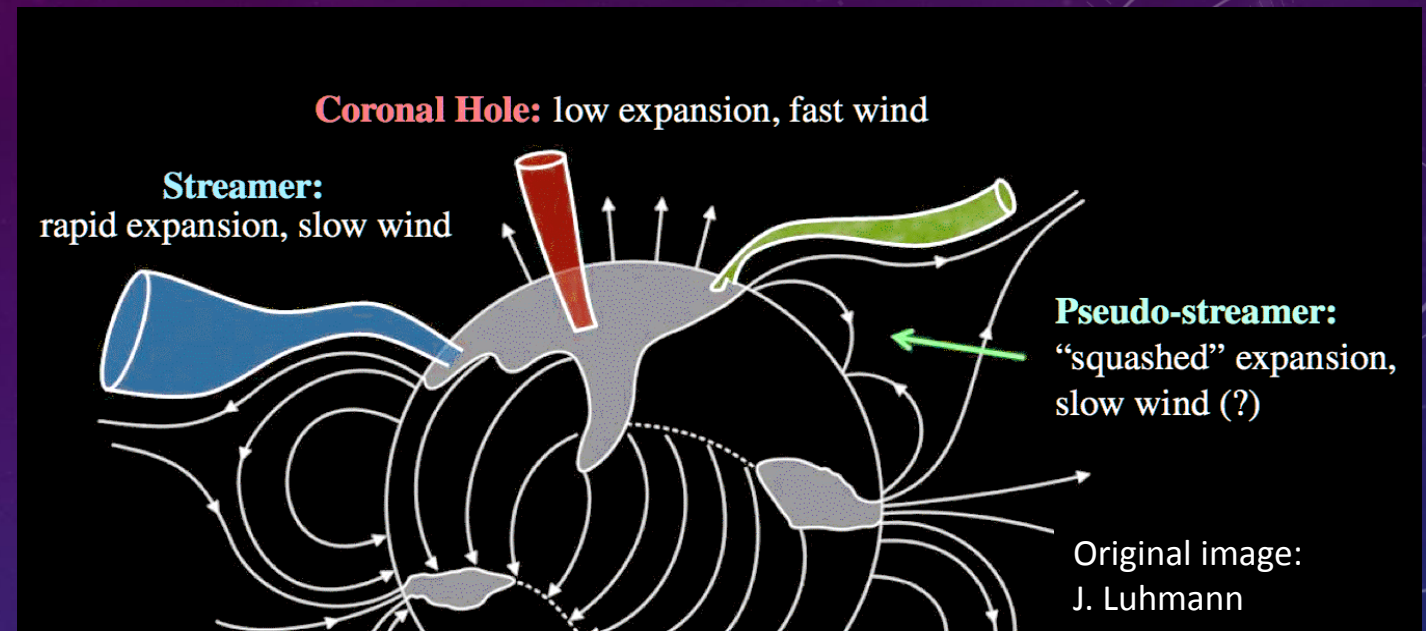 Coronal Hole: low expansion, fast wind
Streamer:
rapid expansion, slow wind
Pseudo-streamer:
“squashed” expansion,
slow wind (?)
Original image:
J. Luhmann